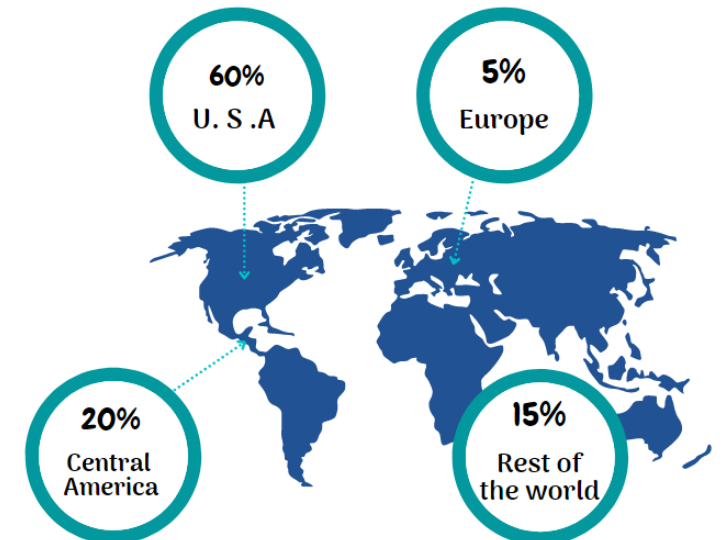 60%
U. S .A
5%
Europe
20%
Central
America
15%
Rest of
the world